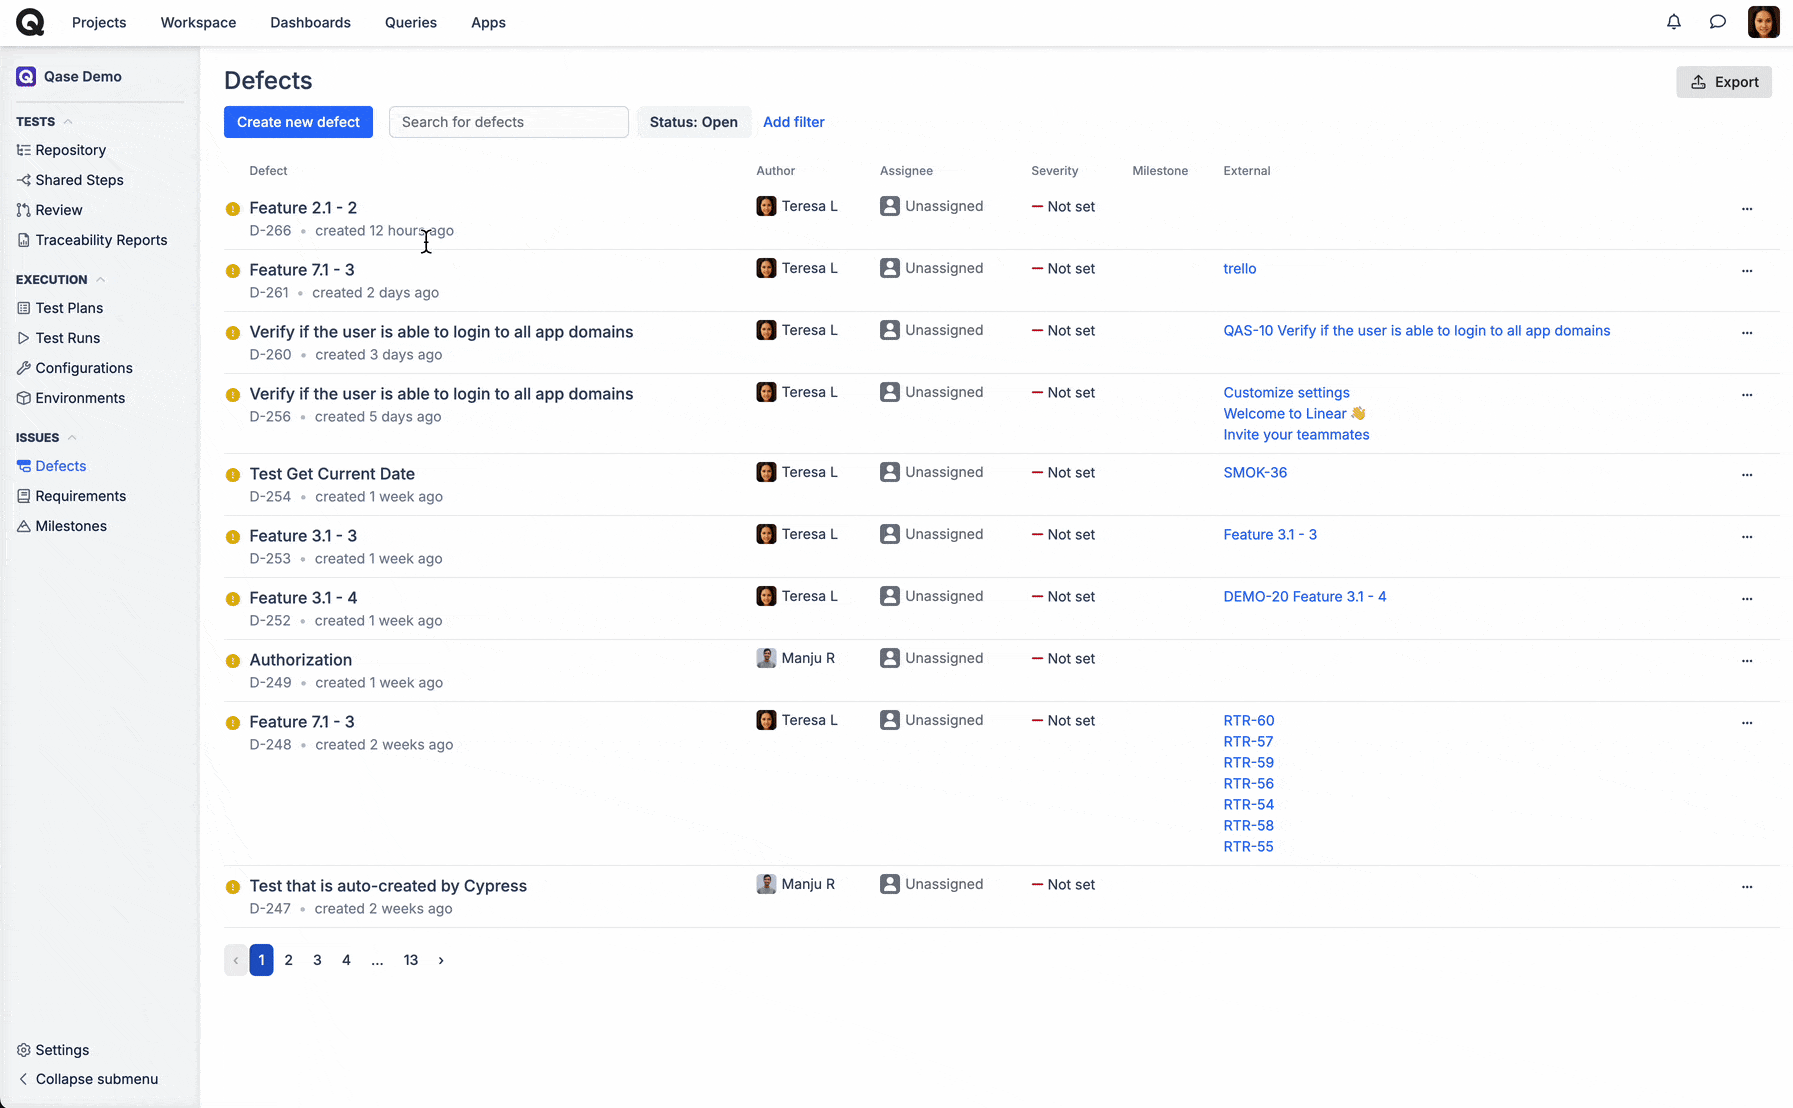 Projects Workspace Dashboards Queries Apps
Qase Demo
TESTS
Repository
Shared Steps
Review
Traceability Reports
EXECUTION
Test Plans
Test Runs
Configurations
Environments
ISSUES
Defects
Requirements
Milestones
Settings
Collapse submenu
Defects
Export
Create new defect Search for defects Status: Open Add filter
Defect Author Assignee Severity Milestone External
Feature 2.1 - 2 Teresa L Unassigned Not set ...
D-266 • created 12 hours ago
Feature 7.1 - 3 Teresa L Unassigned Not set trello ...
D-261 • created 2 days ago
Verify if the user is able to login to all app domains Teresa L Unassigned Not set QAS-10 Verify if the user is able to login to all app domains ...
D-260 • created 3 days ago
Verify if the user is able to login to all app domains Teresa L Unassigned Not set Customize settings ...
D-256 • created 5 days ago Welcome to Linear 👋
Invite your teammates
Test Get Current Date Teresa L Unassigned Not set SMOK-36 ...
D-254 • created 1 week ago
Feature 3.1 - 3 Teresa L Unassigned Not set Feature 3.1 - 3 ...
D-253 • created 1 week ago
Feature 3.1 - 4 Teresa L Unassigned Not set DEMO-20 Feature 3.1 - 4 ...
D-252 • created 1 week ago
Authorization Manju R Unassigned Not set ...
D-249 • created 1 week ago
Feature 7.1 - 3 Teresa L Unassigned Not set RTR-60 ...
D-248 • created 2 weeks ago RTR-57
RTR-59
RTR-56
RTR-54
RTR-58
RTR-55
Test that is auto-created by Cypress Manju R Unassigned Not set ...
D-247 • created 2 weeks ago
‹ 1 2 3 4 ... 13 ›